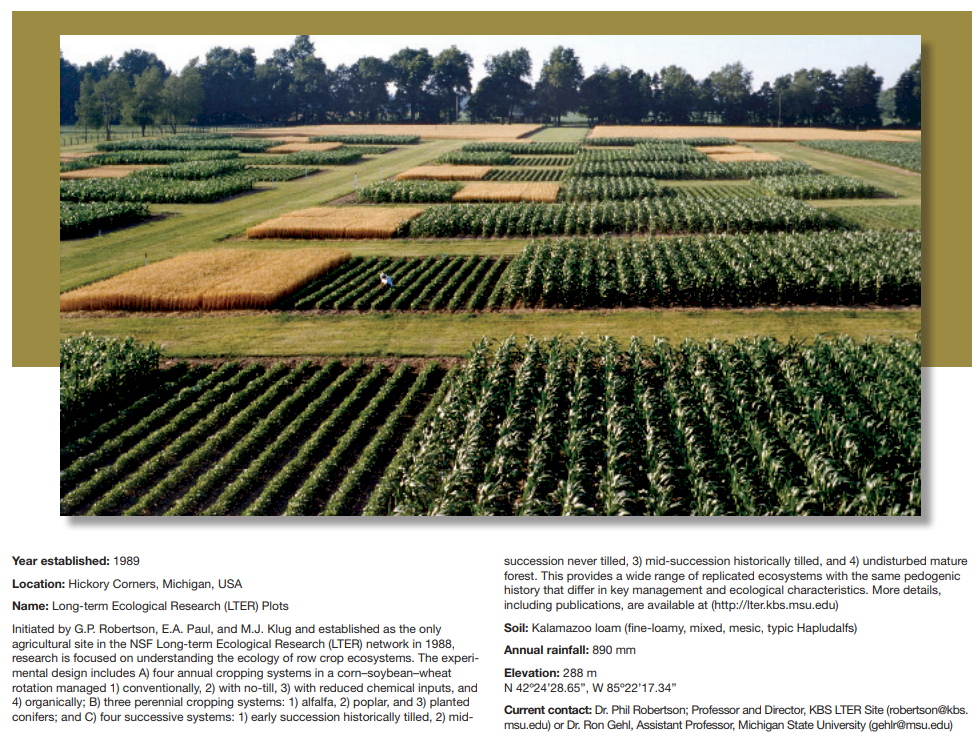 Year established: 1989
Location: Hickory Corners, Michigan, USA
Name: Long-term Ecological Research (LTER) Plots
Initiated by G.P. Robertson, E.A. Paul, and M.J. Klug and established as the only
agricultural site in the NSF Long-term Ecological Research (LTER) network in 1988,
research is focused on understanding the ecology of row crop ecosystems. The experi-
mental design includes A) four annual cropping systems in a corn–soybean–wheat
rotation managed 1) conventionally, 2) with no-till, 3) with reduced chemical inputs, and
4) organically; B) three perennial cropping systems: 1) alfalfa, 2) poplar, and 3) planted
conifers; and C) four successive systems: 1) early succession historically tilled, 2) mid-
succession never tilled, 3) mid-succession historically tilled, and 4) undisturbed mature
forest. This provides a wide range of replicated ecosystems with the same pedogenic
history that differ in key management and ecological characteristics. More details,
including publications, are available at (http://lter.kbs.msu.edu)
Soil: Kalamazoo loam (fine-loamy, mixed, mesic, typic Hapludalfs)
Annual rainfall: 890 mm
Elevation: 288 m
N 42º24’28.65”, W 85º22’17.34”
Current contact: Dr. Phil Robertson; Professor and Director, KBS LTER Site (robertson@kbs.
msu.edu) or Dr. Ron Gehl, Assistant Professor, Michigan State University (gehlr@msu.edu)